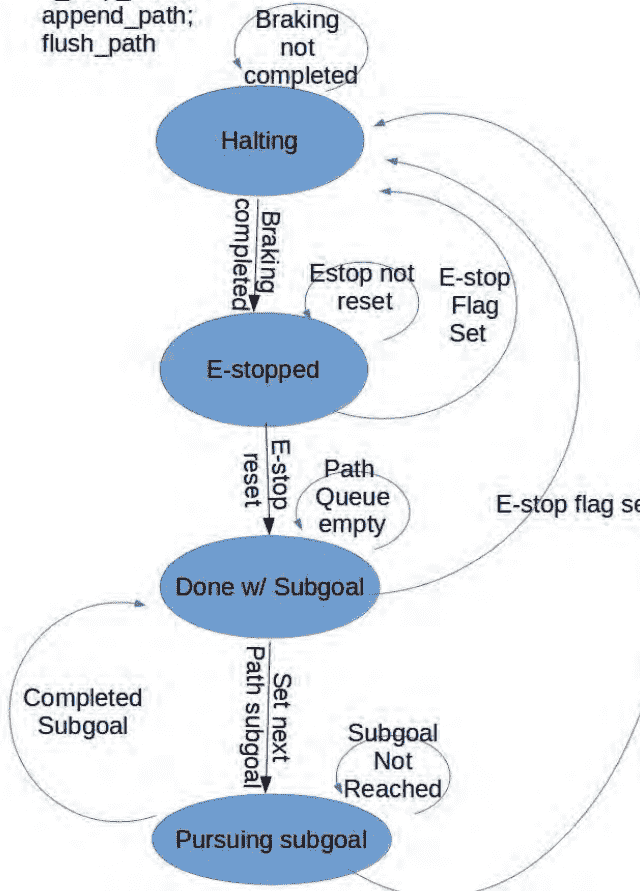 append_path;
flush_path
Braking
not
completed
Halting
Braking
completed
Estop not
reset
E-stop
Flag
Set
E-stopped
E-stop
reset
Path
Queue
empty
E-stop flag se
Done w/ Subgoal
Set next
Path subgoal
Completed
Subgoal
Subgoal
Not
Reached
Pursuing subgoal